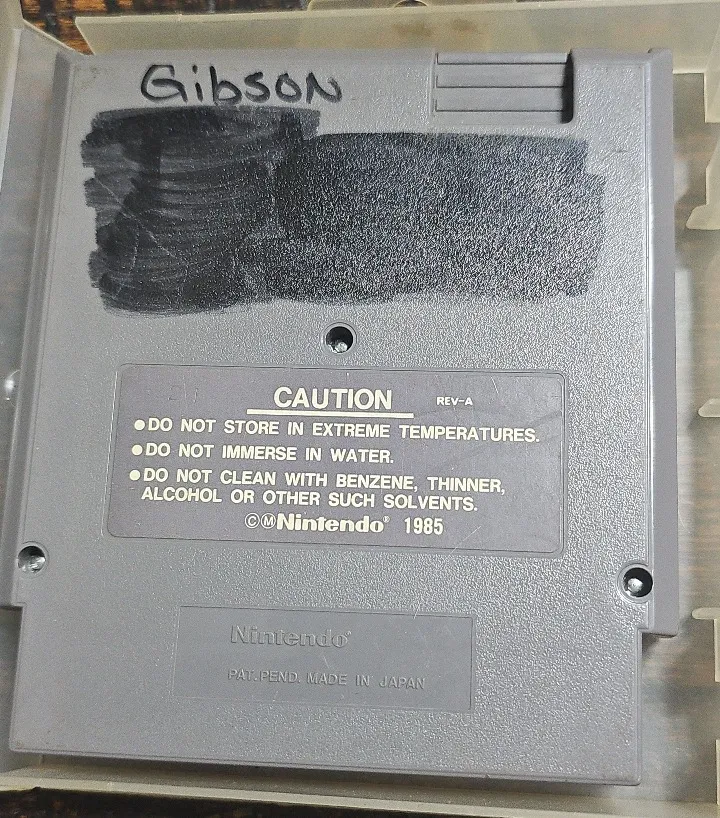 GibsoN
CAUTION REV-A
●DO NOT STORE IN EXTREME TEMPERATURES.
●DO NOT IMMERSE IN WATER.
●DO NOT CLEAN WITH BENZENE, THINNER,
ALCOHOL OR OTHER SUCH SOLVENTS.
©Ⓜ Nintendo® 1985
Nintendo®
PAT.PEND. MADE IN JAPAN